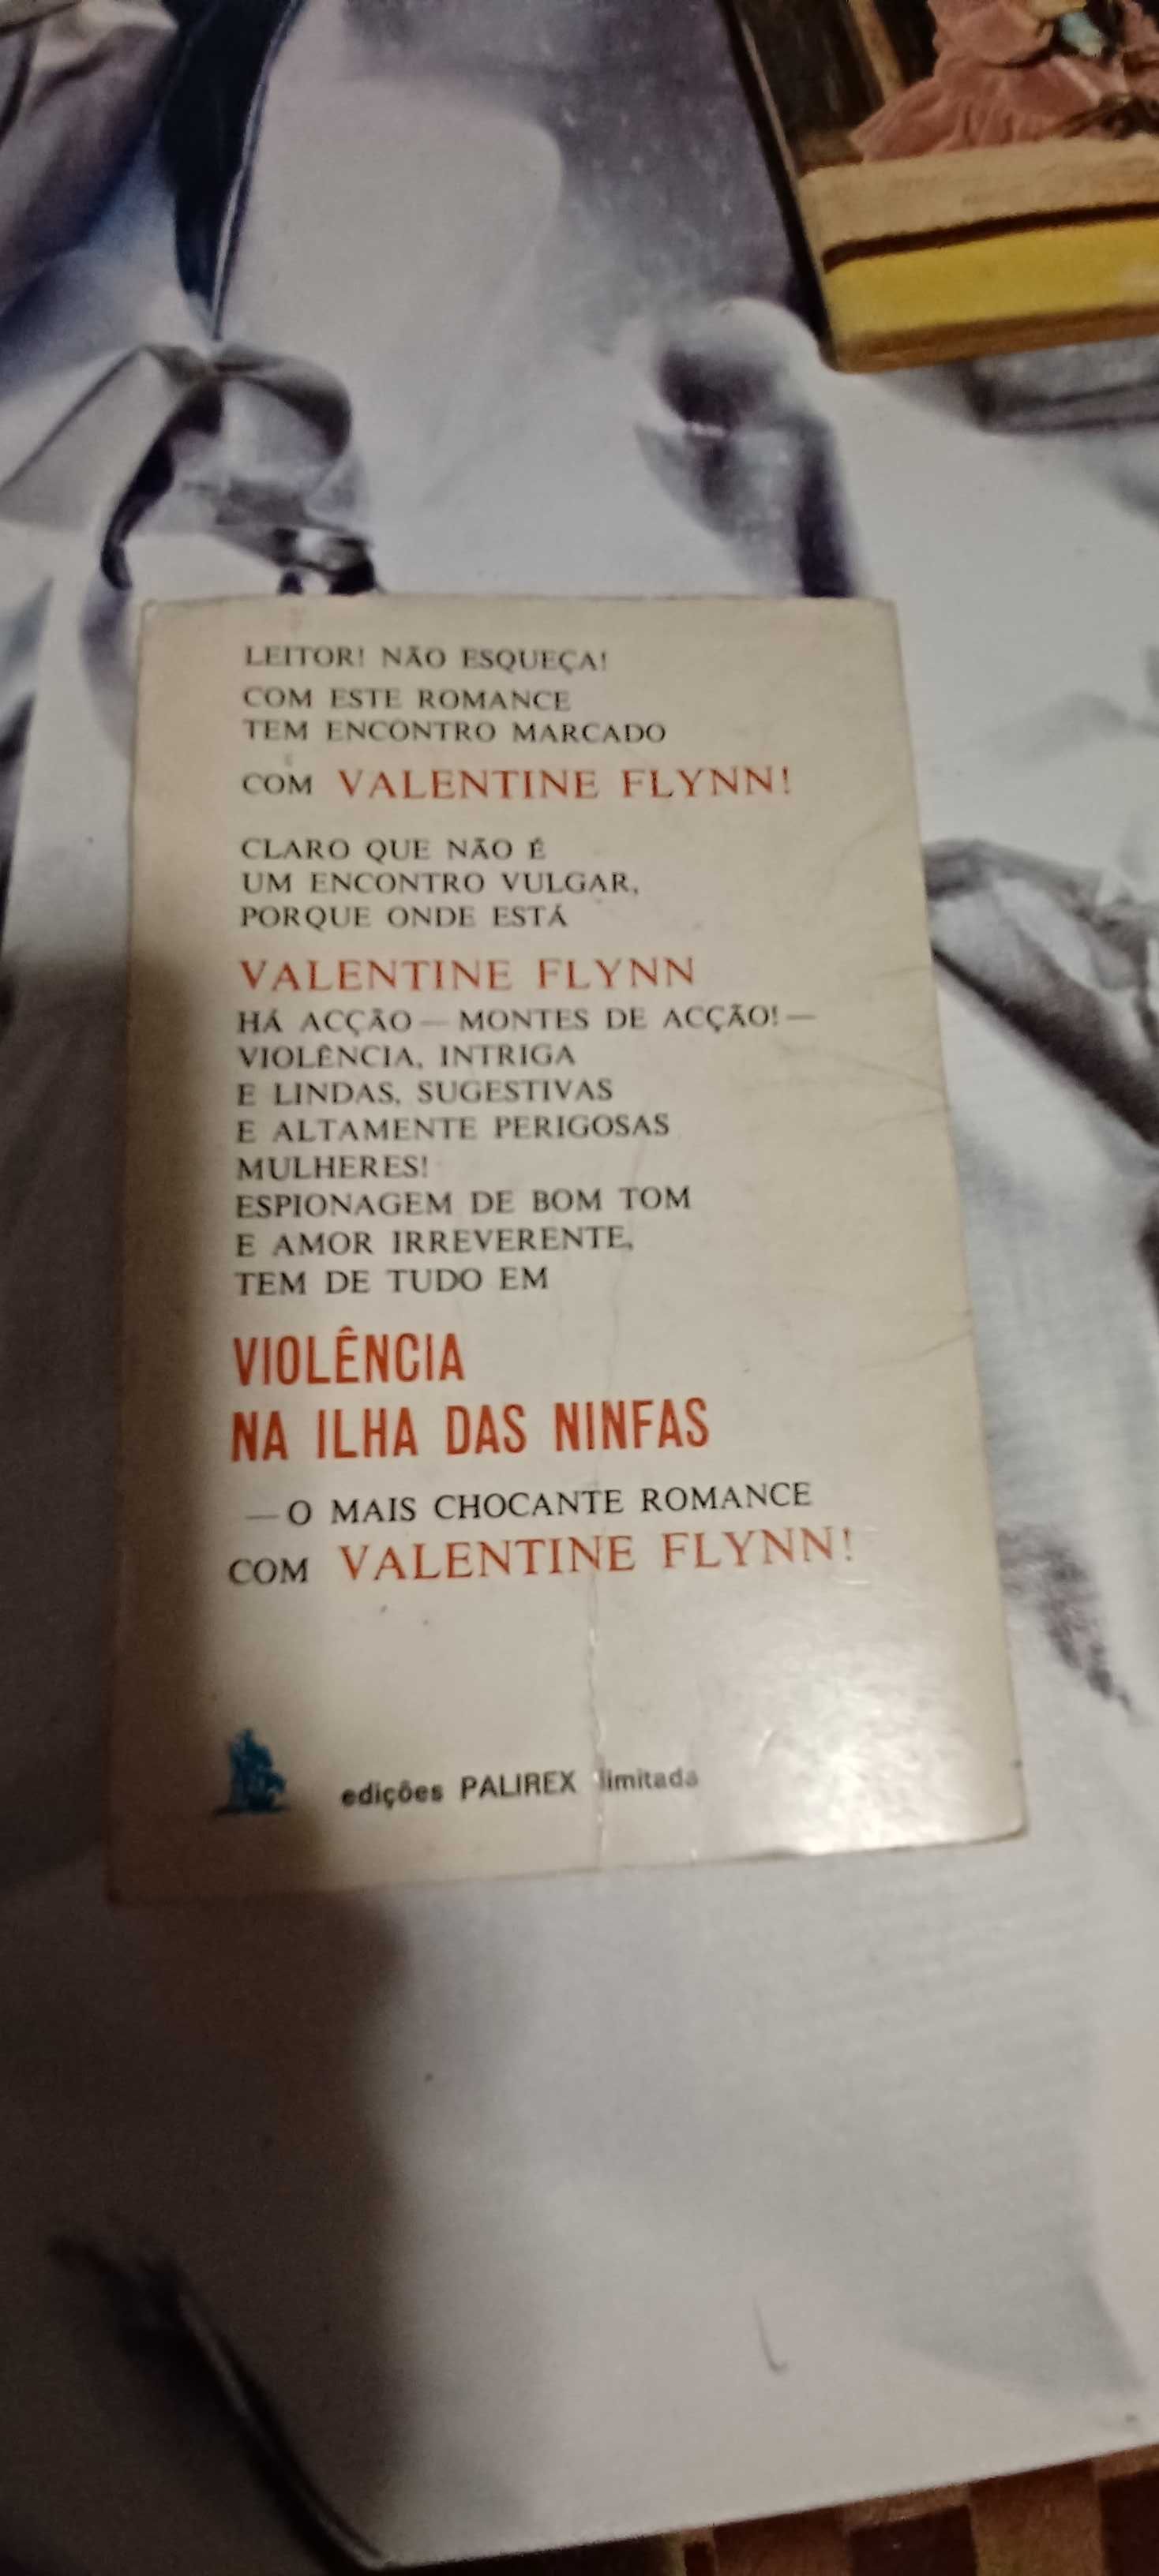 LEITOR! NÃO ESQUEÇA!
COM ESTE ROMANCE
TEM ENCONTRO MARCADO
COM VALENTINE FLYNN!
CLARO QUE NÃO É
UM ENCONTRO VULGAR,
PORQUE ONDE ESTÁ
VALENTINE FLYNN
HÁ ACÇÃO — MONTES DE ACÇÃO! —
VIOLÊNCIA, INTRIGA
E LINDAS, SUGESTIVAS
E ALTAMENTE PERIGOSAS
MULHERES!
ESPIONAGEM DE BOM TOM
E AMOR IRREVERENTE,
TEM DE TUDO EM
VIOLÊNCIA
NA ILHA DAS NINFAS
— O MAIS CHOCANTE ROMANCE
COM VALENTINE FLYNN!
edições PALIREX limitada